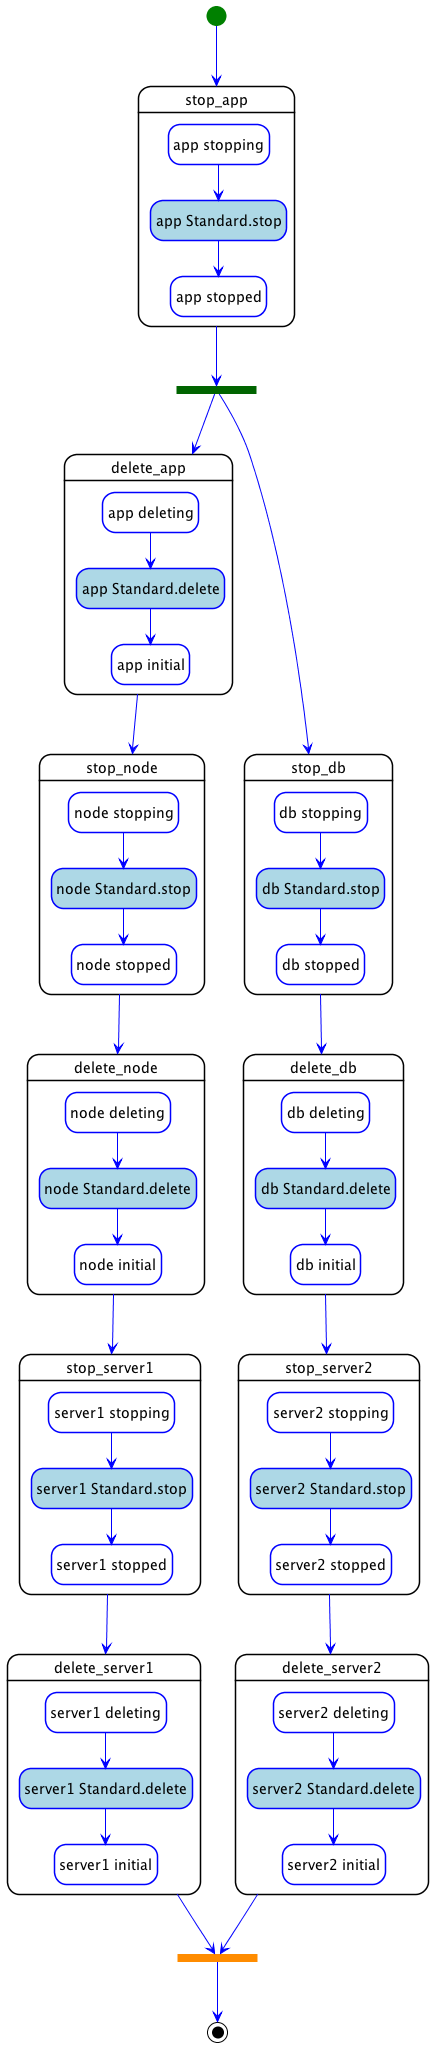 stop_app
app stopping
app Standard.stop
app stopped
delete_app
app deleting
app Standard.delete
app initial
stop_node
node stopping
node Standard.stop
node stopped
stop_db
db stopping
db Standard.stop
db stopped
delete_node
node deleting
node Standard.delete
node initial
delete_db
db deleting
db Standard.delete
db initial
stop_server1
server1 stopping
server1 Standard.stop
server1 stopped
stop_server2
server2 stopping
server2 Standard.stop
server2 stopped
delete_server1
server1 deleting
server1 Standard.delete
server1 initial
delete_server2
server2 deleting
server2 Standard.delete
server2 initial